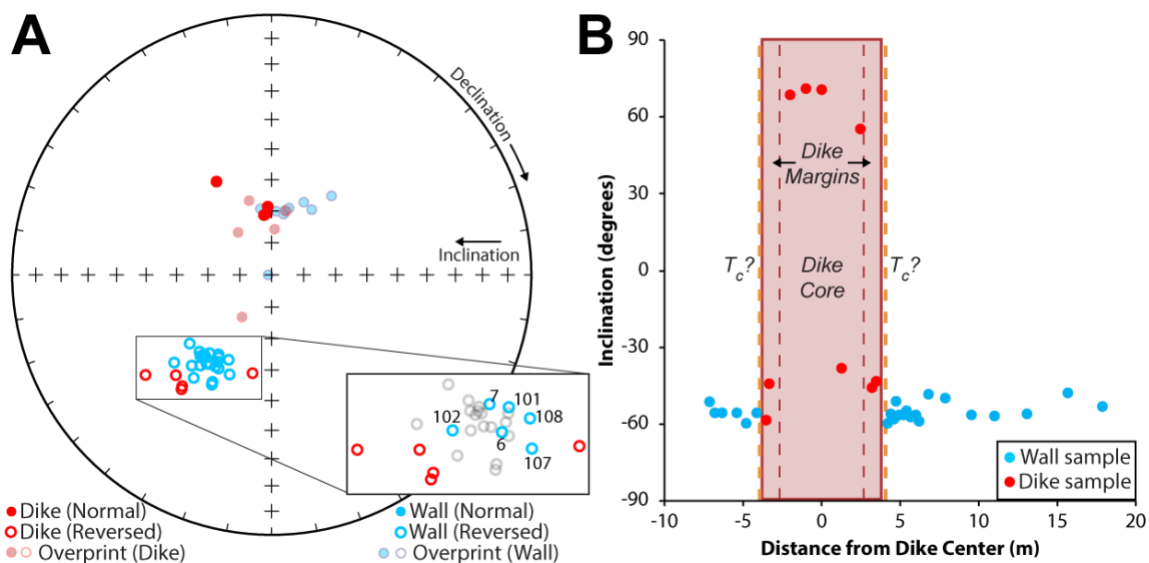 A
Declination
Inclination
7
101
102
108
6
107
Dike (Normal)
Dike (Reversed)
Overprint (Dike)
Wall (Normal)
Wall (Reversed)
Overprint (Wall)
B
Inclination (degrees)
90
60
30
0
-30
-60
-90
Dike
Margins
Tc?
Dike
Core
Tc?
Wall sample
Dike sample
-10
-5
0
5
10
15
20
Distance from Dike Center (m)